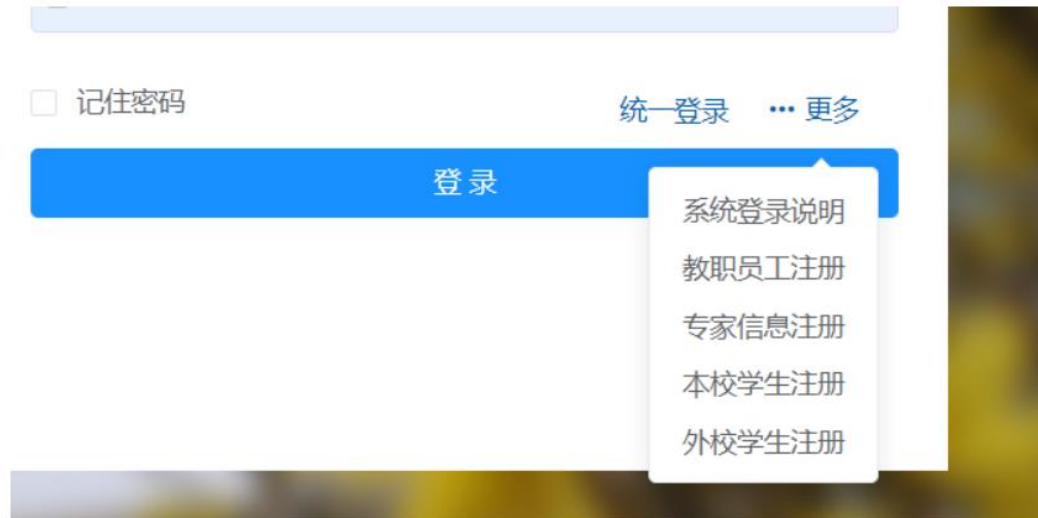 记住密码
统一登录 ··· 更多
登录
系统登录说明
教职员工注册
专家信息注册
本校学生注册
外校学生注册